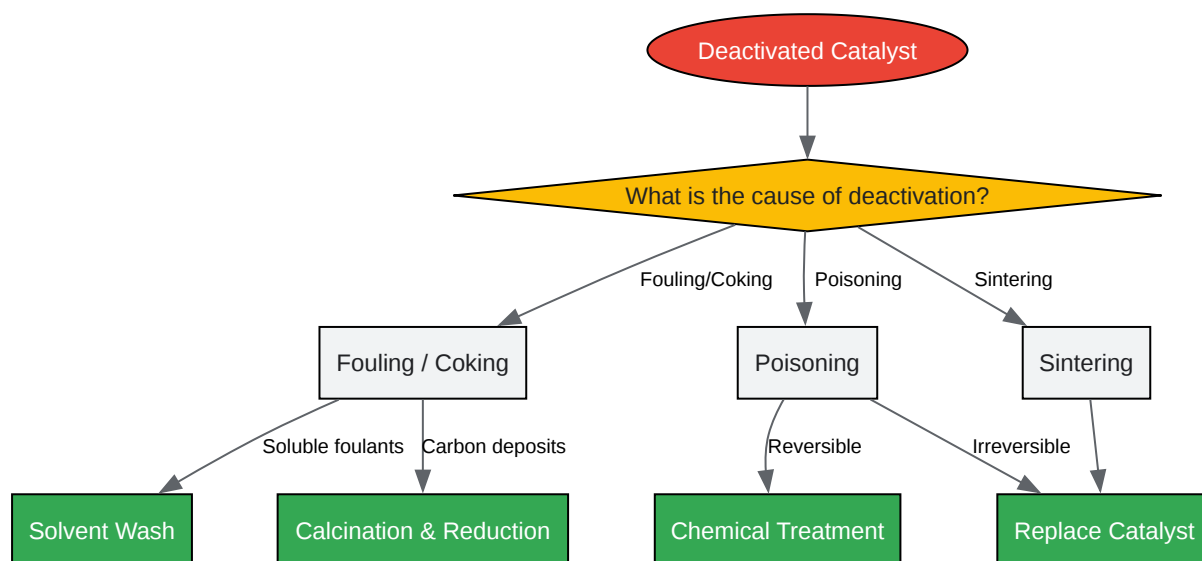 Deactivated Catalyst
What is the cause of deactivation?
Fouling/Coking
Poisoning
Sintering
Fouling / Coking
Poisoning
Sintering
Soluble foulants
Carbon deposits
Reversible
Irreversible
Solvent Wash
Calcination & Reduction
Chemical Treatment
Replace Catalyst